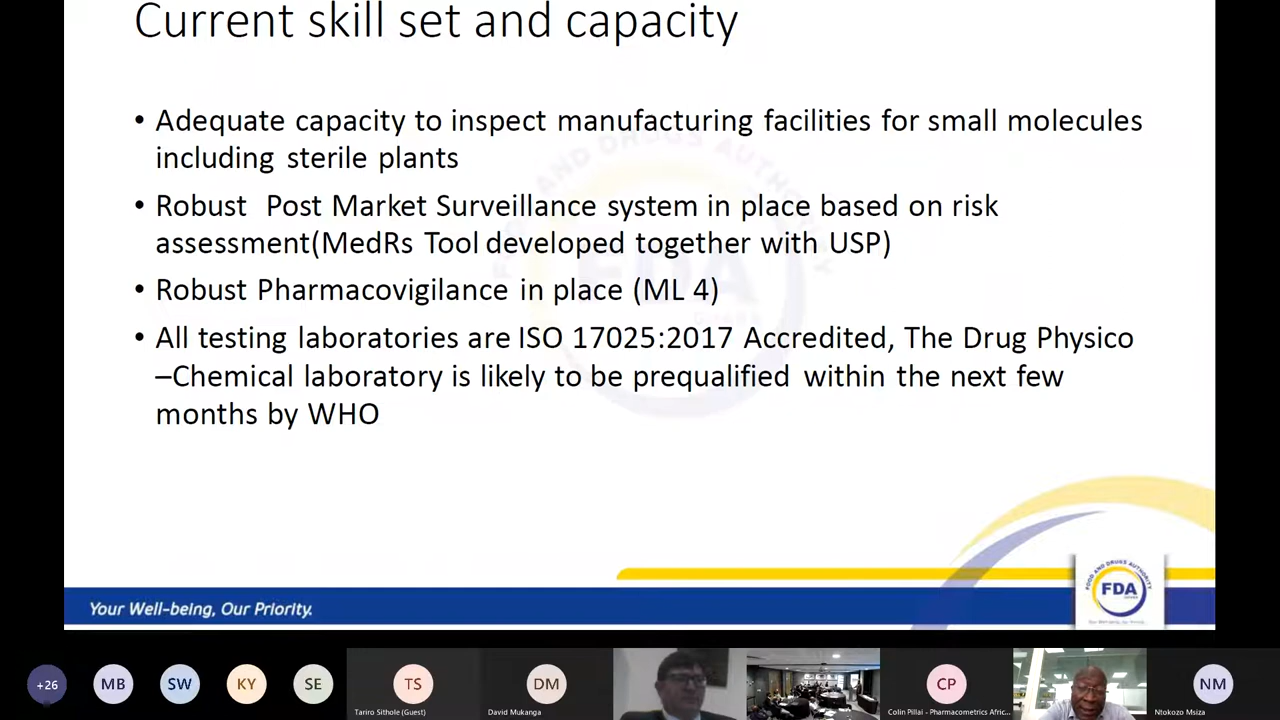 Current skill set and capacity
• Adequate capacity to inspect manufacturing facilities for small molecules
including sterile plants
• Robust Post Market Surveillance system in place based on risk
assessment(MedRs Tool developed together with USP)
• Robust Pharmacovigilance in place (ML 4)
• All testing laboratories are ISO 17025:2017 Accredited, The Drug Physico
–Chemical laboratory is likely to be prequalified within the next few
months by WHO
Your Well-being, Our Priority.
FOOD AND DRUGS AUTHORITY
FDA
+26
MB
SW
KY
SE
TS
Tariro Sithole (Guest)
DM
David Mukanga
CP
Colin Pillai - Pharmacometrics Afric...
NM
Ntokozo Msiza